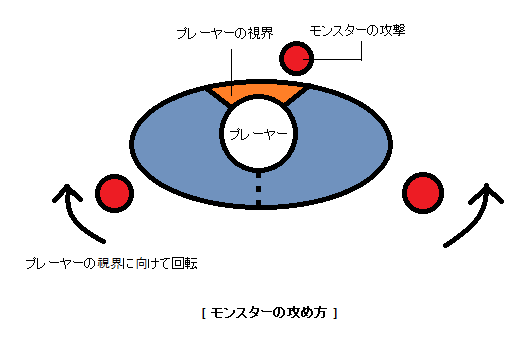 プレーヤーの視界
モンスターの攻撃
プレーヤー
プレーヤーの視界に向けて回転
[ モンスターの攻め方 ]